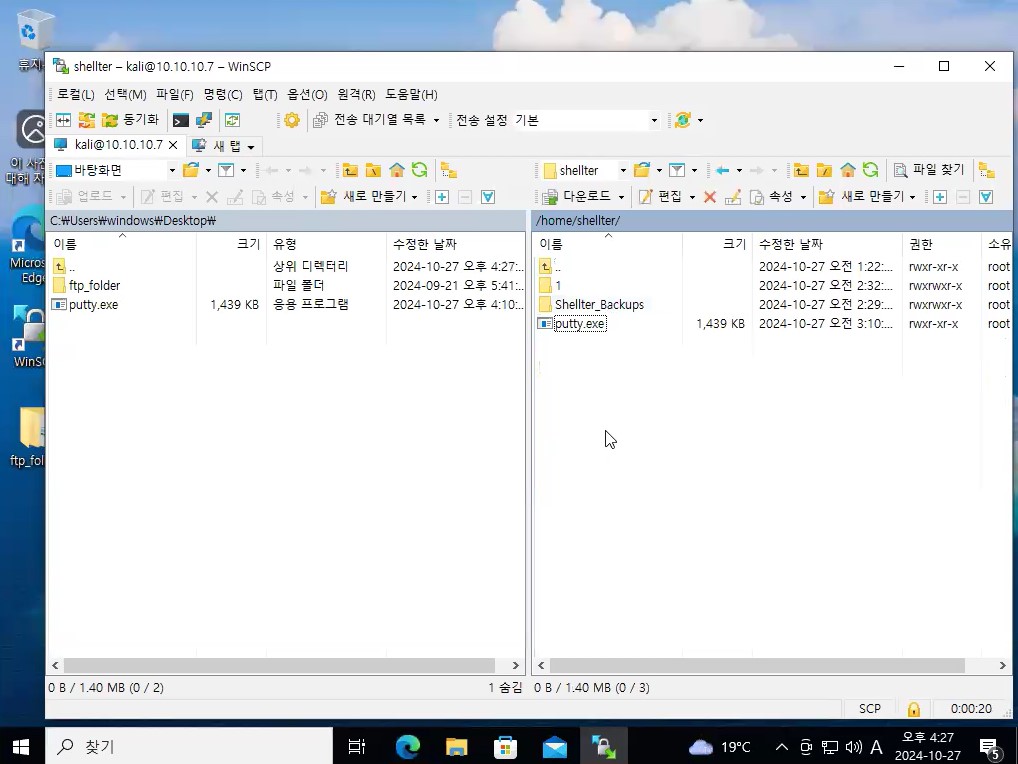 휴지
이 사진
대해 자
Micros
Edge
WinSC
ftp_fol
shellter – kali@10.10.10.7 – WinSCP
로컬(L) 선택(M) 파일(F) 명령(C) 탭(T) 옵션(O) 원격(R) 도움말(H)
동기화 전송 대기열 목록 전송 설정 기본
kali@10.10.10.7 새 탭
바탕화면
업로드 편집 속성 새로 만들기
C:₩Users₩windows₩Desktop₩
이름 크기 유형 수정한 날짜
.. 상위 디렉터리 2024-10-27 오후 4:27:...
ftp_folder 파일 폴더 2024-09-21 오후 5:41:...
putty.exe 1,439 KB 응용 프로그램 2024-10-27 오후 4:10:...
0 B / 1.40 MB (0 / 2) 1 숨김
shellter 파일 찾기
다운로드 편집 속성 새로 만들기
/home/shellter/
이름 크기 수정한 날짜 권한 소유
.. 2024-10-27 오전 1:22:... rwxr-xr-x root
1 2024-10-27 오전 2:32:... rwxrwxr-x root
Shellter_Backups 2024-10-27 오전 2:29:... rwxrwxr-x root
putty.exe 1,439 KB 2024-10-27 오전 3:10:... rwxr-xr-x root
0 B / 1.40 MB (0 / 3)
SCP 0:00:20
찾기 19°C A 오후 4:27
2024-10-27 5